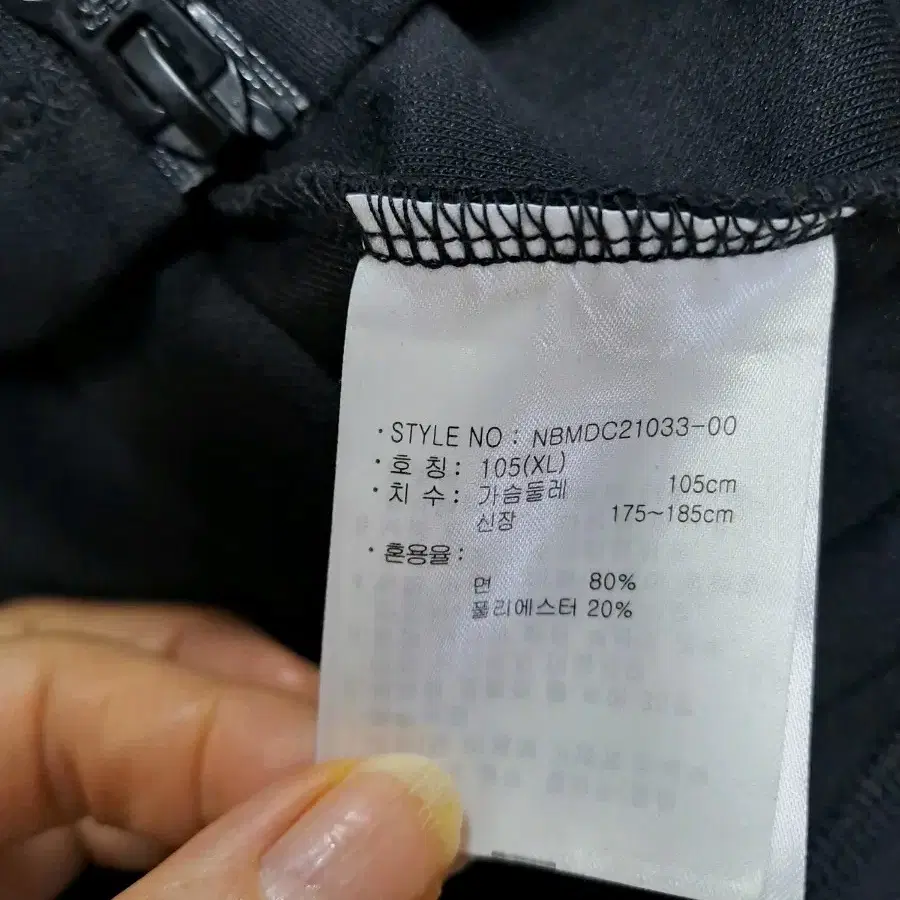 · STYLE NO : NBMDC21033-00
· 호 칭 : 105(XL)
· 치 수 : 가슴둘레 105cm
신장 175~185cm
· 혼용율 :
면 80%
폴리에스터 20%